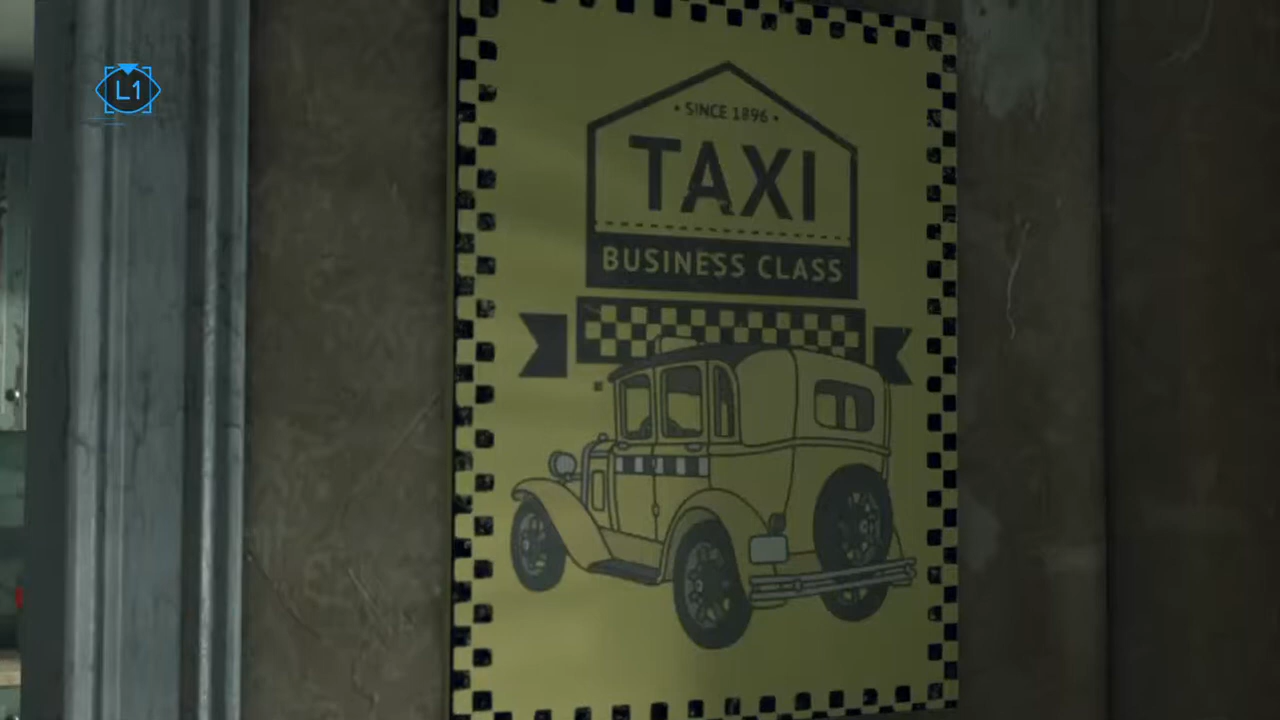 L1
• SINCE 1896 •
TAXI
BUSINESS CLASS